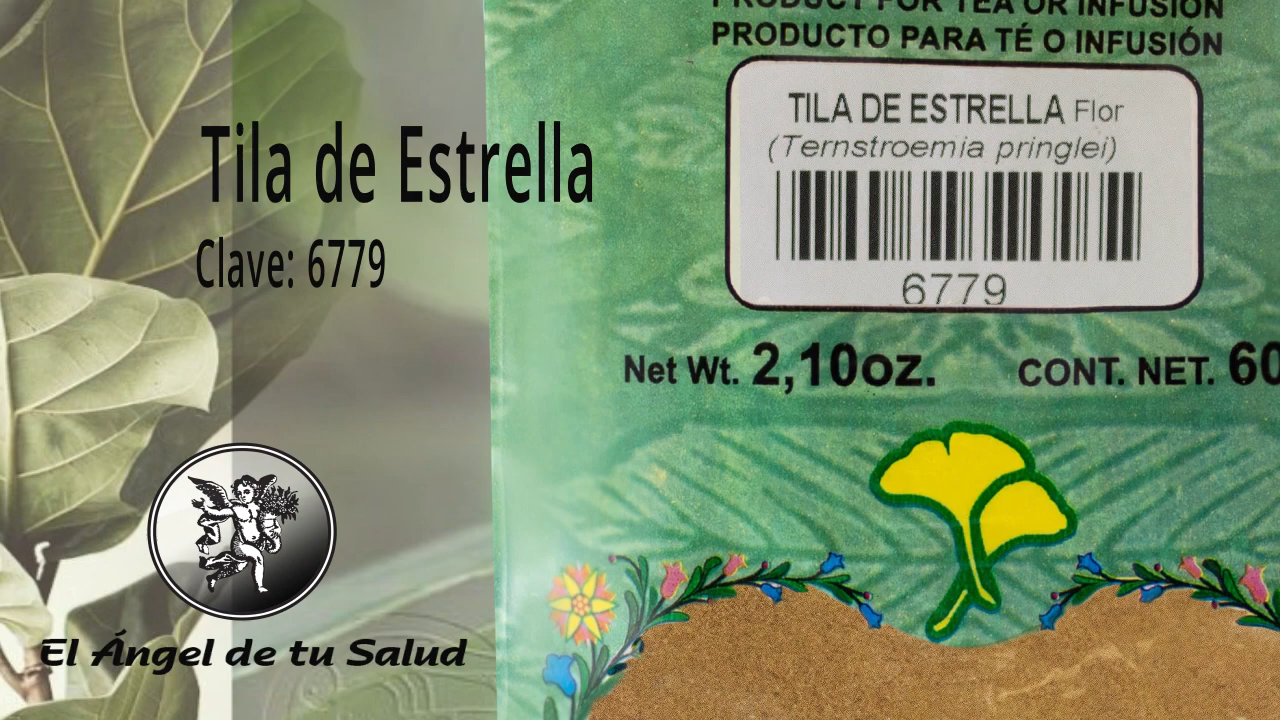 Tila de Estrella
Clave: 6779
El Ángel de tu Salud
PRODUCT FOR TEA OR INFUSIÓN
PRODUCTO PARA TÉ O INFUSIÓN
TILA DE ESTRELLA Flor
(Ternstroemia pringlei)
6779
Net Wt. 2,10oz. CONT. NET. 60